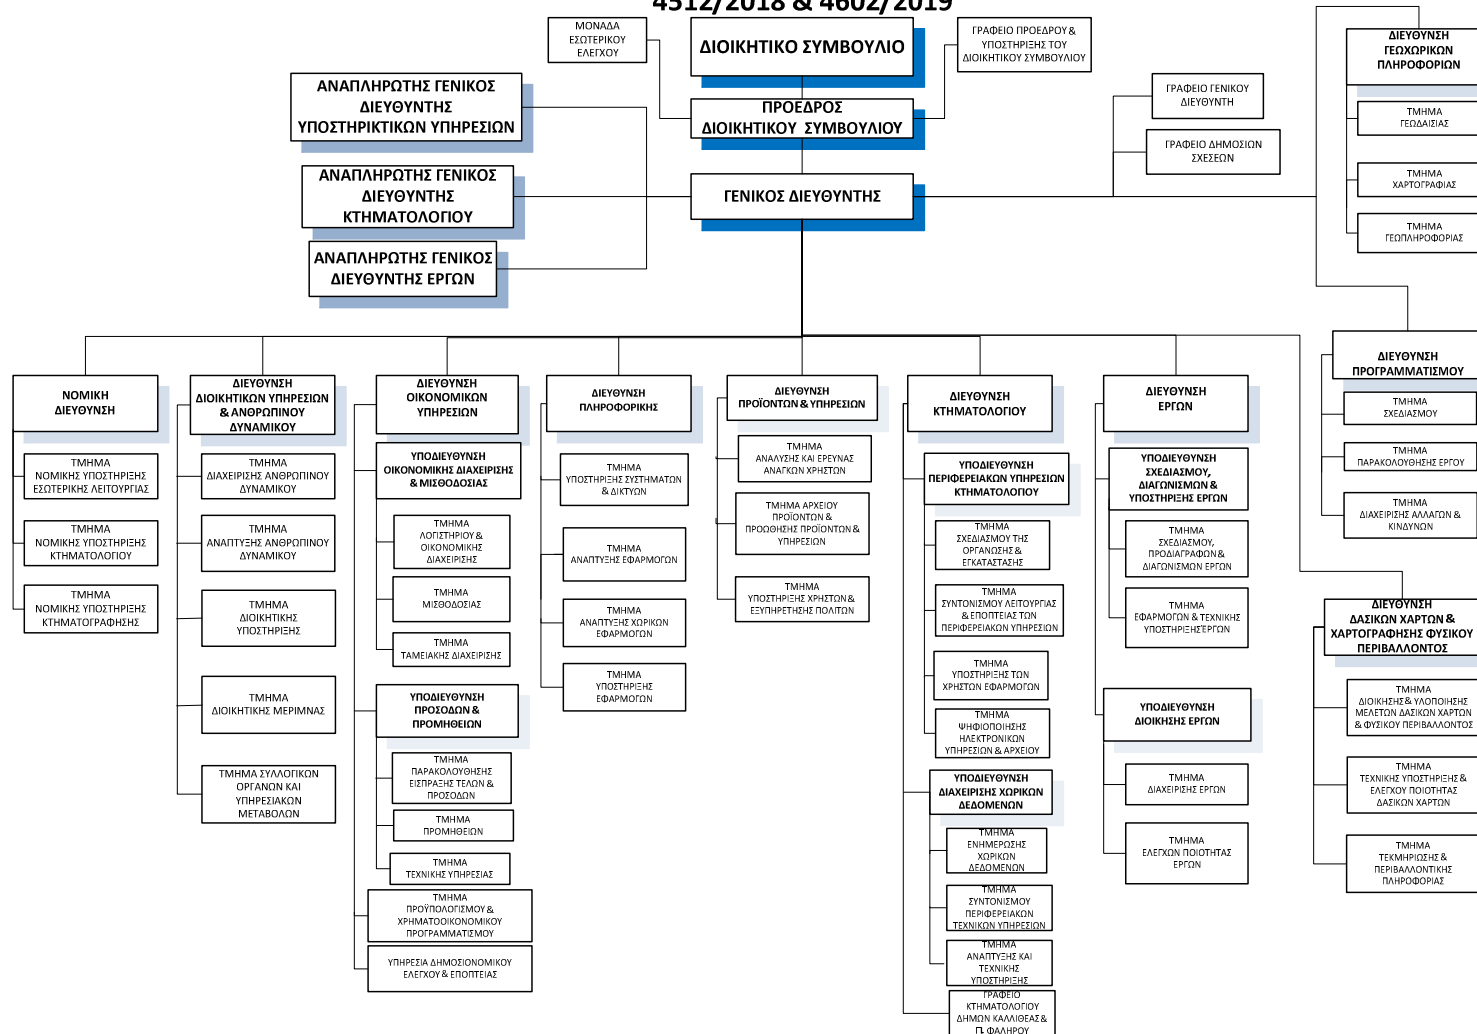 4512/2018 & 4602/2019
ΜΟΝΑΔΑ
ΕΣΩΤΕΡΙΚΟΥ
ΕΛΕΓΧΟΥ
ΔΙΟΙΚΗΤΙΚΟ ΣΥΜΒΟΥΛΙΟ
ΓΡΑΦΕΙΟ ΠΡΟΕΔΡΟΥ &
ΥΠΟΣΤΗΡΙΞΗΣ ΤΟΥ
ΔΙΟΙΚΗΤΙΚΟΥ ΣΥΜΒΟΥΛΙΟΥ
ΠΡΟΕΔΡΟΣ
ΔΙΟΙΚΗΤΙΚΟΥ ΣΥΜΒΟΥΛΙΟΥ
ΑΝΑΠΛΗΡΩΤΗΣ ΓΕΝΙΚΟΣ
ΔΙΕΥΘΥΝΤΗΣ
ΥΠΟΣΤΗΡΙΚΤΙΚΩΝ ΥΠΗΡΕΣΙΩΝ
ΑΝΑΠΛΗΡΩΤΗΣ ΓΕΝΙΚΟΣ
ΔΙΕΥΘΥΝΤΗΣ
ΚΤΗΜΑΤΟΛΟΓΙΟΥ
ΑΝΑΠΛΗΡΩΤΗΣ ΓΕΝΙΚΟΣ
ΔΙΕΥΘΥΝΤΗΣ ΕΡΓΩΝ
ΓΕΝΙΚΟΣ ΔΙΕΥΘΥΝΤΗΣ
ΓΡΑΦΕΙΟ ΓΕΝΙΚΟΥ
ΔΙΕΥΘΥΝΤΗ
ΓΡΑΦΕΙΟ ΔΗΜΟΣΙΩΝ
ΣΧΕΣΕΩΝ
ΔΙΕΥΘΥΝΣΗ
ΓΕΩΧΩΡΙΚΩΝ
ΠΛΗΡΟΦΟΡΙΩΝ
ΤΜΗΜΑ
ΓΕΩΔΑΙΣΙΑΣ
ΤΜΗΜΑ
ΧΑΡΤΟΓΡΑΦΙΑΣ
ΤΜΗΜΑ
ΓΕΩΠΛΗΡΟΦΟΡΙΑΣ
ΝΟΜΙΚΗ
ΔΙΕΥΘΥΝΣΗ
ΤΜΗΜΑ
ΝΟΜΙΚΗΣ ΥΠΟΣΤΗΡΙΞΗΣ
ΕΣΩΤΕΡΙΚΗΣ ΛΕΙΤΟΥΡΓΙΑΣ
ΤΜΗΜΑ
ΝΟΜΙΚΗΣ ΥΠΟΣΤΗΡΙΞΗΣ
ΚΤΗΜΑΤΟΛΟΓΙΟΥ
ΤΜΗΜΑ
ΝΟΜΙΚΗΣ ΥΠΟΣΤΗΡΙΞΗΣ
ΚΤΗΜΑΤΟΓΡΑΦΗΣΗΣ
ΔΙΕΥΘΥΝΣΗ
ΔΙΟΙΚΗΤΙΚΩΝ ΥΠΗΡΕΣΙΩΝ
& ΑΝΘΡΩΠΙΝΟΥ
ΔΥΝΑΜΙΚΟΥ
ΤΜΗΜΑ
ΔΙΑΧΕΙΡΙΣΗΣ ΑΝΘΡΩΠΙΝΟΥ
ΔΥΝΑΜΙΚΟΥ
ΤΜΗΜΑ
ΑΝΑΠΤΥΞΗΣ ΑΝΘΡΩΠΙΝΟΥ
ΔΥΝΑΜΙΚΟΥ
ΤΜΗΜΑ
ΔΙΟΙΚΗΤΙΚΗΣ
ΥΠΟΣΤΗΡΙΞΗΣ
ΤΜΗΜΑ
ΔΙΟΙΚΗΤΙΚΗΣ ΜΕΡΙΜΝΑΣ
ΤΜΗΜΑ ΣΥΛΛΟΓΙΚΩΝ
ΟΡΓΑΝΩΝ ΚΑΙ
ΥΠΗΡΕΣΙΑΚΩΝ
ΜΕΤΑΒΟΛΩΝ
ΔΙΕΥΘΥΝΣΗ
ΟΙΚΟΝΟΜΙΚΩΝ
ΥΠΗΡΕΣΙΩΝ
ΥΠΟΔΙΕΥΘΥΝΣΗ
ΟΙΚΟΝΟΜΙΚΗΣ ΔΙΑΧΕΙΡΙΣΗΣ
& ΜΙΣΘΟΔΟΣΙΑΣ
ΤΜΗΜΑ
ΛΟΓΙΣΤΗΡΙΟΥ &
ΟΙΚΟΝΟΜΙΚΗΣ
ΔΙΑΧΕΙΡΙΣΗΣ
ΤΜΗΜΑ
ΜΙΣΘΟΔΟΣΙΑΣ
ΤΜΗΜΑ
ΤΑΜΕΙΑΚΗΣ ΔΙΑΧΕΙΡΙΣΗΣ
ΥΠΟΔΙΕΥΘΥΝΣΗ
ΠΡΟΣΟΔΩΝ &
ΠΡΟΜΗΘΕΙΩΝ
ΤΜΗΜΑ
ΠΑΡΑΚΟΛΟΥΘΗΣΗΣ
ΕΙΣΠΡΑΞΗΣ ΤΕΛΩΝ &
ΠΡΟΣΟΔΩΝ
ΤΜΗΜΑ
ΠΡΟΜΗΘΕΙΩΝ
ΤΜΗΜΑ
ΤΕΧΝΙΚΗΣ ΥΠΗΡΕΣΙΑΣ
ΤΜΗΜΑ
ΠΡΟΫΠΟΛΟΓΙΣΜΟΥ &
ΧΡΗΜΑΤΟΟΙΚΟΝΟΜΙΚΟΥ
ΠΡΟΓΡΑΜΜΑΤΙΣΜΟΥ
ΥΠΗΡΕΣΙΑ ΔΗΜΟΣΙΟΝΟΜΙΚΟΥ
ΕΛΕΓΧΟΥ & ΕΠΟΠΤΕΙΑΣ
ΔΙΕΥΘΥΝΣΗ
ΠΛΗΡΟΦΟΡΙΚΗΣ
ΤΜΗΜΑ
ΥΠΟΣΤΗΡΙΞΗΣ ΣΥΣΤΗΜΑΤΩΝ
& ΔΙΚΤΥΩΝ
ΤΜΗΜΑ
ΑΝΑΠΤΥΞΗΣ ΕΦΑΡΜΟΓΩΝ
ΤΜΗΜΑ
ΑΝΑΠΤΥΞΗΣ ΧΩΡΙΚΩΝ
ΕΦΑΡΜΟΓΩΝ
ΤΜΗΜΑ
ΥΠΟΣΤΗΡΙΞΗΣ
ΕΦΑΡΜΟΓΩΝ
ΔΙΕΥΘΥΝΣΗ
ΠΡΟΪΟΝΤΩΝ & ΥΠΗΡΕΣΙΩΝ
ΤΜΗΜΑ
ΑΝΑΛΥΣΗΣ ΚΑΙ ΕΡΕΥΝΑΣ
ΑΝΑΓΚΩΝ ΧΡΗΣΤΩΝ
ΤΜΗΜΑ ΑΡΧΕΙΟΥ
ΠΡΟΪΟΝΤΩΝ &
ΠΡΟΩΘΗΣΗΣ ΠΡΟΪΟΝΤΩΝ &
ΥΠΗΡΕΣΙΩΝ
ΤΜΗΜΑ
ΥΠΟΣΤΗΡΙΞΗΣ ΧΡΗΣΤΩΝ &
ΕΞΥΠΗΡΕΤΗΣΗΣ ΠΟΛΙΤΩΝ
ΔΙΕΥΘΥΝΣΗ
ΚΤΗΜΑΤΟΛΟΓΙΟΥ
ΥΠΟΔΙΕΥΘΥΝΣΗ
ΠΕΡΙΦΕΡΕΙΑΚΩΝ ΥΠΗΡΕΣΙΩΝ
ΚΤΗΜΑΤΟΛΟΓΙΟΥ
ΤΜΗΜΑ
ΣΧΕΔΙΑΣΜΟΥ ΤΗΣ
ΟΡΓΑΝΩΣΗΣ &
ΕΓΚΑΤΑΣΤΑΣΗΣ
ΤΜΗΜΑ
ΣΥΝΤΟΝΙΣΜΟΥ ΛΕΙΤΟΥΡΓΙΑΣ
& ΕΠΟΠΤΕΙΑΣ ΤΩΝ
ΠΕΡΙΦΕΡΕΙΑΚΩΝ ΥΠΗΡΕΣΙΩΝ
ΤΜΗΜΑ
ΥΠΟΣΤΗΡΙΞΗΣ ΤΩΝ
ΧΡΗΣΤΩΝ ΕΦΑΡΜΟΓΩΝ
ΤΜΗΜΑ
ΨΗΦΙΟΠΟΙΗΣΗΣ
ΗΛΕΚΤΡΟΝΙΚΩΝ
ΥΠΗΡΕΣΙΩΝ & ΑΡΧΕΙΟΥ
ΥΠΟΔΙΕΥΘΥΝΣΗ
ΔΙΑΧΕΙΡΙΣΗΣ ΧΩΡΙΚΩΝ
ΔΕΔΟΜΕΝΩΝ
ΤΜΗΜΑ
ΕΝΗΜΕΡΩΣΗΣ
ΧΩΡΙΚΩΝ
ΔΕΔΟΜΕΝΩΝ
ΤΜΗΜΑ
ΣΥΝΤΟΝΙΣΜΟΥ
ΠΕΡΙΦΕΡΕΙΑΚΩΝ
ΤΕΧΝΙΚΩΝ ΥΠΗΡΕΣΙΩΝ
ΤΜΗΜΑ
ΑΝΑΠΤΥΞΗΣ ΚΑΙ
ΤΕΧΝΙΚΗΣ
ΥΠΟΣΤΗΡΙΞΗΣ
ΓΡΑΦΕΙΟ
ΚΤΗΜΑΤΟΛΟΓΙΟΥ
ΔΗΜΩΝ ΚΑΛΛΙΘΕΑΣ &
Π. ΦΑΛΗΡΟΥ
ΔΙΕΥΘΥΝΣΗ
ΕΡΓΩΝ
ΥΠΟΔΙΕΥΘΥΝΣΗ
ΣΧΕΔΙΑΣΜΟΥ,
ΔΙΑΓΩΝΙΣΜΩΝ &
ΥΠΟΣΤΗΡΙΞΗΣ ΕΡΓΩΝ
ΤΜΗΜΑ
ΣΧΕΔΙΑΣΜΟΥ,
ΠΡΟΔΙΑΓΡΑΦΩΝ &
ΔΙΑΓΩΝΙΣΜΩΝ ΕΡΓΩΝ
ΤΜΗΜΑ
ΕΦΑΡΜΟΓΩΝ & ΤΕΧΝΙΚΗΣ
ΥΠΟΣΤΗΡΙΞΗΣ ΈΡΓΩΝ
ΥΠΟΔΙΕΥΘΥΝΣΗ
ΔΙΟΙΚΗΣΗΣ ΕΡΓΩΝ
ΤΜΗΜΑ
ΔΙΑΧΕΙΡΙΣΗΣ ΕΡΓΩΝ
ΤΜΗΜΑ
ΕΛΕΓΧΩΝ ΠΟΙΟΤΗΤΑΣ
ΕΡΓΩΝ
ΔΙΕΥΘΥΝΣΗ
ΠΡΟΓΡΑΜΜΑΤΙΣΜΟΥ
ΤΜΗΜΑ
ΣΧΕΔΙΑΣΜΟΥ
ΤΜΗΜΑ
ΠΑΡΑΚΟΛΟΥΘΗΣΗΣ ΕΡΓΟΥ
ΤΜΗΜΑ
ΔΙΑΧΕΙΡΙΣΗΣ ΑΛΛΑΓΩΝ &
ΚΙΝΔΥΝΩΝ
ΔΙΕΥΘΥΝΣΗ
ΔΑΣΙΚΩΝ ΧΑΡΤΩΝ &
ΧΑΡΤΟΓΡΑΦΗΣΗΣ ΦΥΣΙΚΟΥ
ΠΕΡΙΒΑΛΛΟΝΤΟΣ
ΤΜΗΜΑ
ΔΙΟΙΚΗΣΗΣ & ΥΛΟΠΟΙΗΣΗΣ
ΜΕΛΕΤΩΝ ΔΑΣΙΚΩΝ ΧΑΡΤΩΝ
& ΦΥΣΙΚΟΥ ΠΕΡΙΒΑΛΛΟΝΤΟΣ
ΤΜΗΜΑ
ΤΕΧΝΙΚΗΣ ΥΠΟΣΤΗΡΙΞΗΣ &
ΕΛΕΓΧΟΥ ΠΟΙΟΤΗΤΑΣ
ΔΑΣΙΚΩΝ ΧΑΡΤΩΝ
ΤΜΗΜΑ
ΤΕΚΜΗΡΙΩΣΗΣ &
ΠΕΡΙΒΑΛΛΟΝΤΙΚΗΣ
ΠΛΗΡΟΦΟΡΙΑΣ